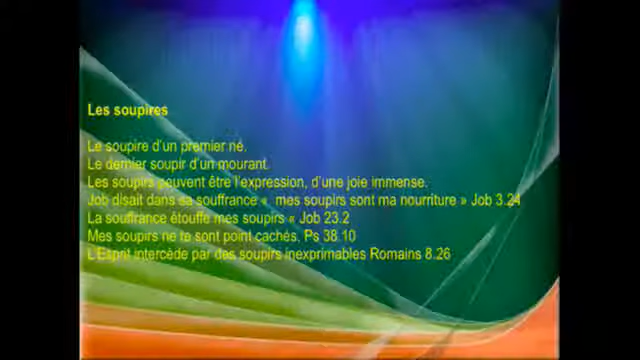 Les soupires
Le soupire d'un premier né.
Le dernier soupir d'un mourant.
Les soupirs peuvent être l'expression, d'une joie immense.
Job disait dans sa souffrance « mes soupirs sont ma nourriture » Job 3.24
La souffrance étouffe mes soupirs « Job 23.2
Mes soupirs ne te sont point cachés. Ps 38.10
L'Esprit intercède par des soupirs inexprimables Romains 8.26